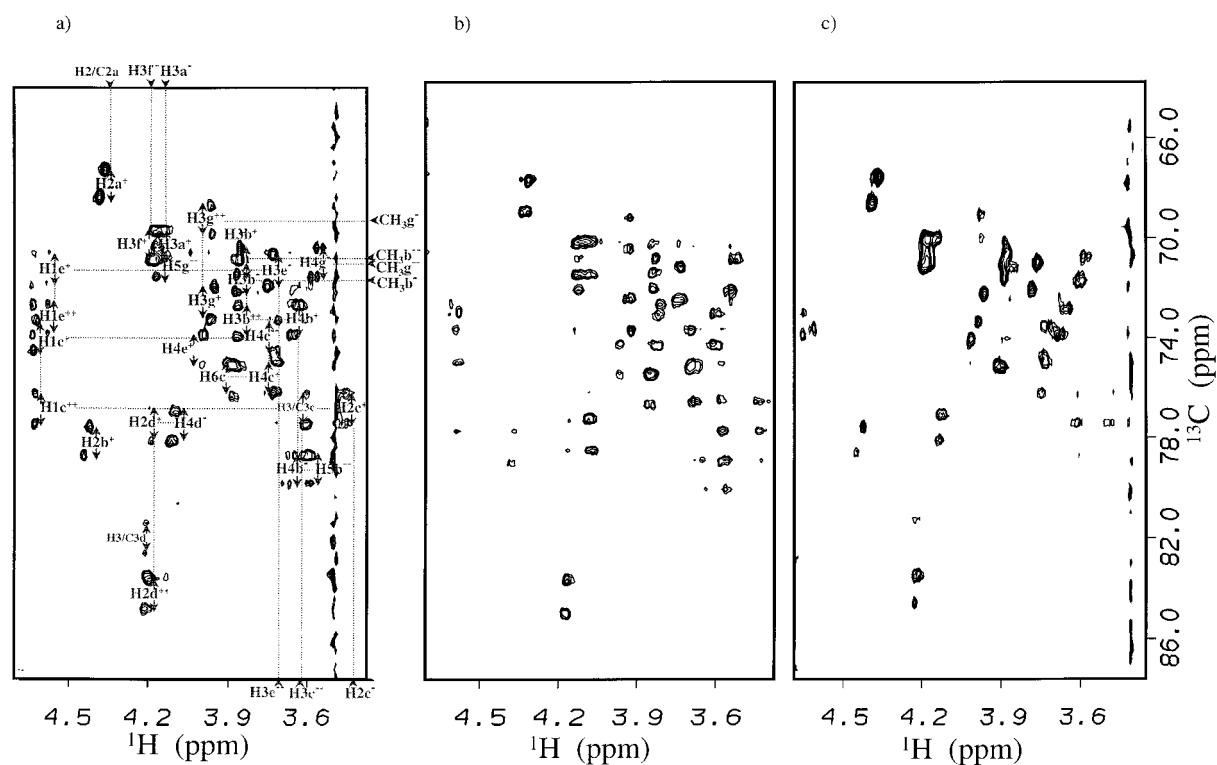 a)
b)
c)
H2/C2a H3f⁻ H3a⁻
H2a⁺
H3g⁺⁺
CH₃g⁻
H3f⁺ H3a⁺ H3b⁺
CH₃b⁻⁻
H5g H3e⁻ H4g
CH₃g
H1e⁺ H3b⁻
CH₃b⁻
H3g⁺
H1e⁺⁺ H3b⁺⁺ H4b⁺
H1c⁺ H4c⁻
H4e⁺
H6c H4c⁺
H1c⁺⁺ H3/C3c H2c⁺
H2d⁺ H4d⁻
H2b⁺
H4b⁻ H5b⁻⁻
H3/C3d
H2d⁺⁺
H3e⁻ H3c⁻⁻ H2c⁻
66.0
70.0
74.0
78.0
82.0
86.0
¹³C (ppm)
4.5 4.2 3.9 3.6
4.5 4.2 3.9 3.6
4.5 4.2 3.9 3.6
¹H (ppm)
¹H (ppm)
¹H (ppm)